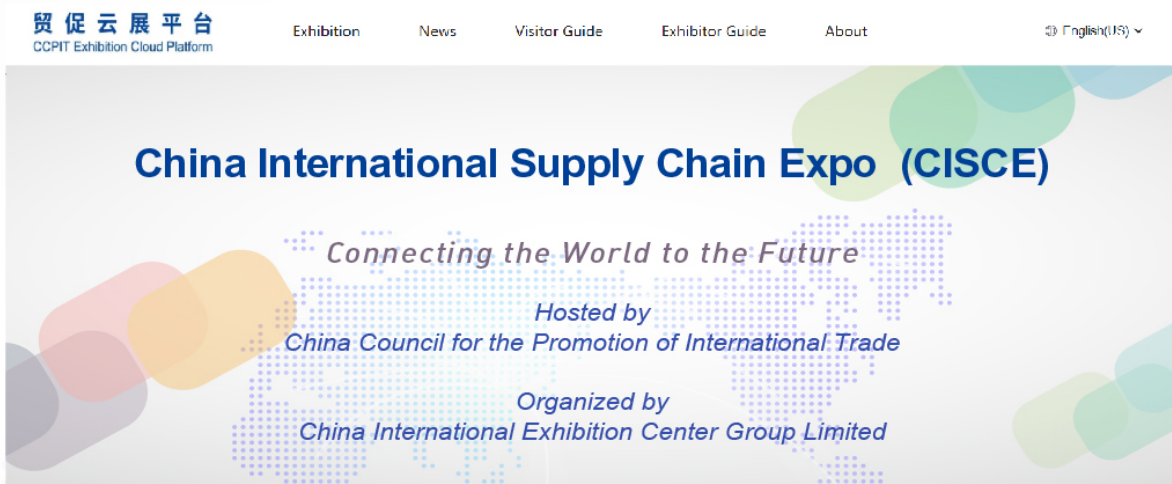 贸促云展平台
CCPIT Exhibition Cloud Platform
Exhibition News Visitor Guide Exhibitor Guide About English(US)
China International Supply Chain Expo (CISCE)
Connecting the World to the Future
Hosted by
China Council for the Promotion of International Trade
Organized by
China International Exhibition Center Group Limited